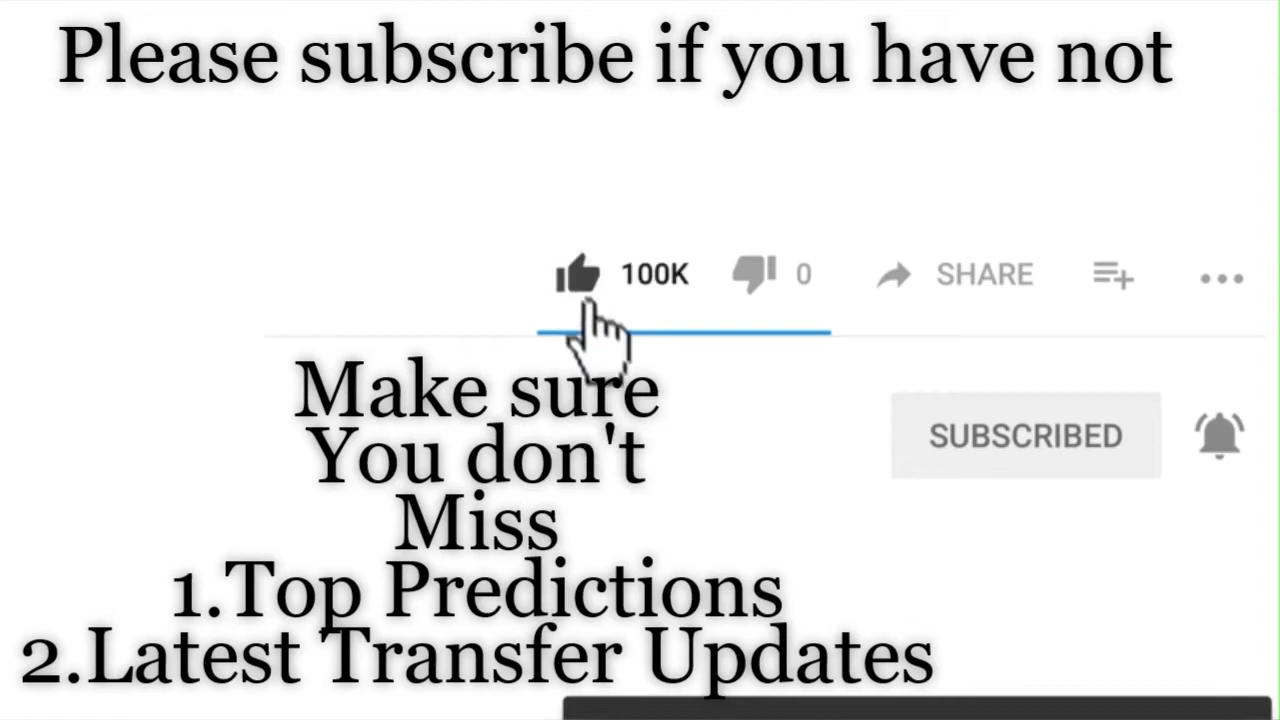 Please subscribe if you have not
100K 0 SHARE
Make sure
You don't
SUBSCRIBED
Miss
1.Top Predictions
2.Latest Transfer Updates